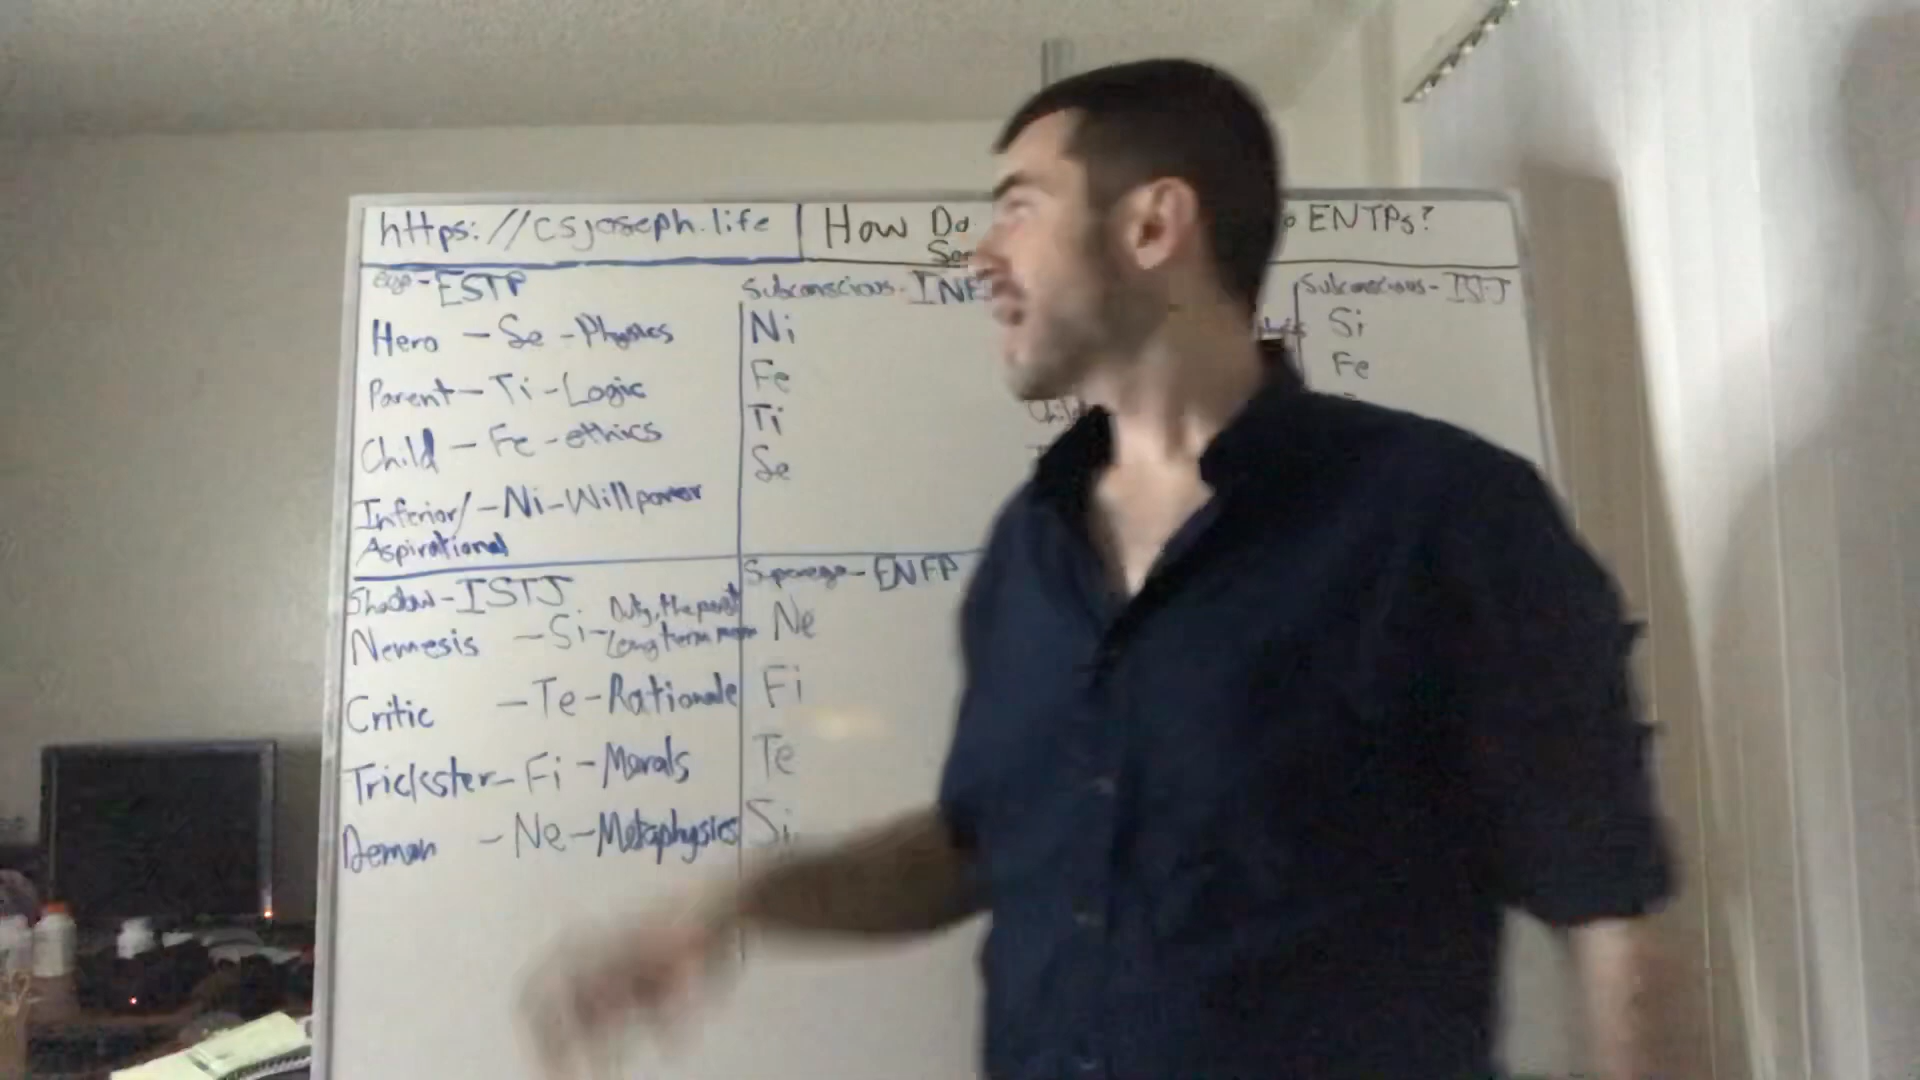 https://csjoseph.life
How Do
o ENTPs?
Ego-ESTP
Hero - Se - Physics
Parent - Ti - Logic
Child - Fe - ethics
Inferior/ - Ni - Willpower
Aspirational
Subconscious - INF
Ni
Fe
Ti
Se
Subconscious - ISFJ
Si
Fe
Shadow - ISTJ
Nemesis - Si - Duty, the past
Long term mem
Critic - Te - Rationale
Trickster - Fi - Morals
Demon - Ne - Metaphysics
Superego - ENFP
Ne
Fi
Te
Si